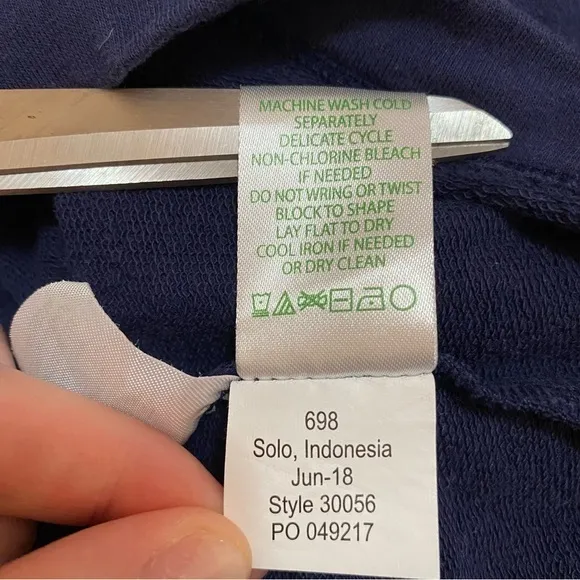 MACHINE WASH COLD
SEPARATELY
DELICATE CYCLE
NON-CHLORINE BLEACH
IF NEEDED
DO NOT WRING OR TWIST
BLOCK TO SHAPE
LAY FLAT TO DRY
COOL IRON IF NEEDED
OR DRY CLEAN
698
Solo, Indonesia
Jun-18
Style 30056
PO 049217